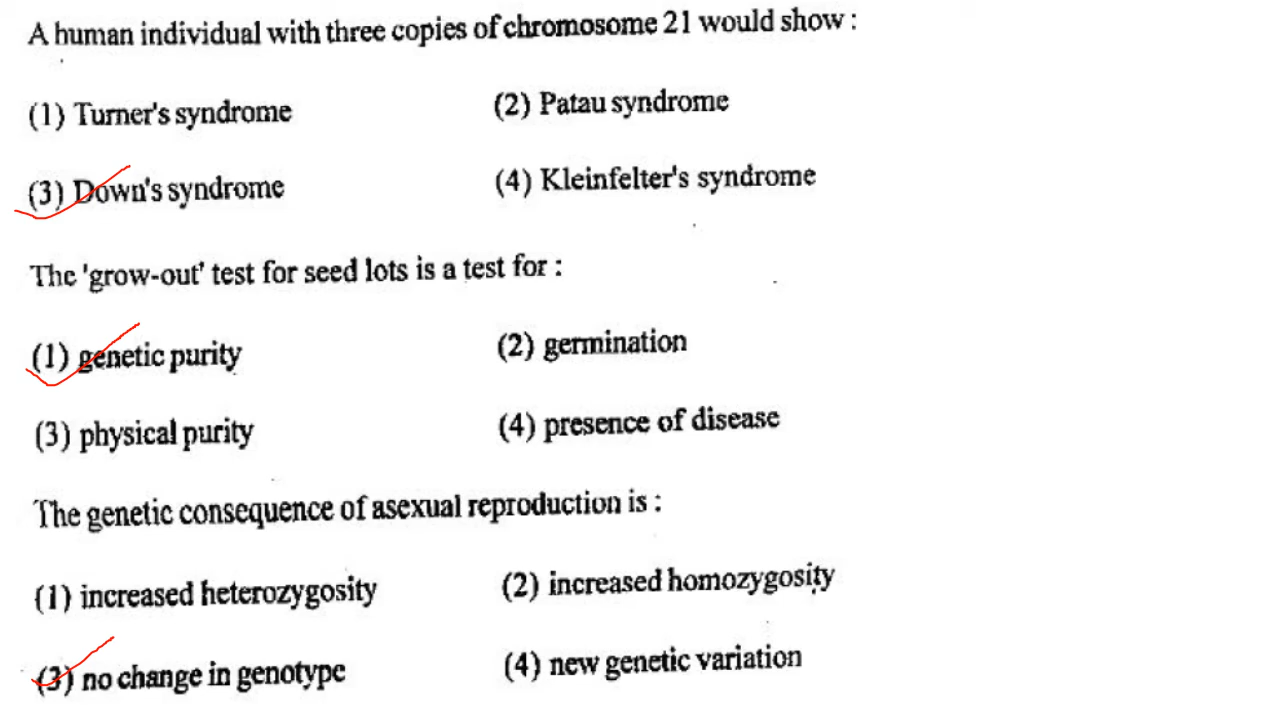 A human individual with three copies of chromosome 21 would show :
(1) Turner's syndrome (2) Patau syndrome
(3) Down's syndrome (4) Kleinfelter's syndrome
The 'grow-out' test for seed lots is a test for :
(1) genetic purity (2) germination
(3) physical purity (4) presence of disease
The genetic consequence of asexual reproduction is :
(1) increased heterozygosity (2) increased homozygosity
(3) no change in genotype (4) new genetic variation